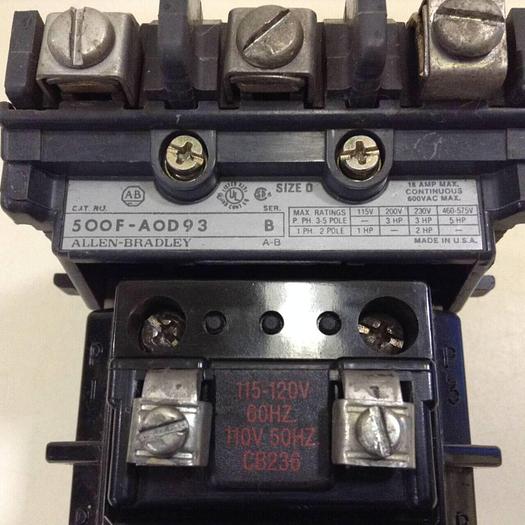 AB
LISTED
SIZE 0
18 AMP MAX.
CONTINUOUS
600VAC MAX.
CAT. NO.
SER.
500F-AOD93
B
ALLEN-BRADLEY
A-B
MAX RATINGS 115V 200V 230V 460-575V
P. PH. 3-5 POLE — 3 HP 3 HP 5 HP
1 PH. 2 POLE 1 HP — 2 HP —
MADE IN U.S.A.
115-120V
60HZ.
110V 50HZ.
CB236